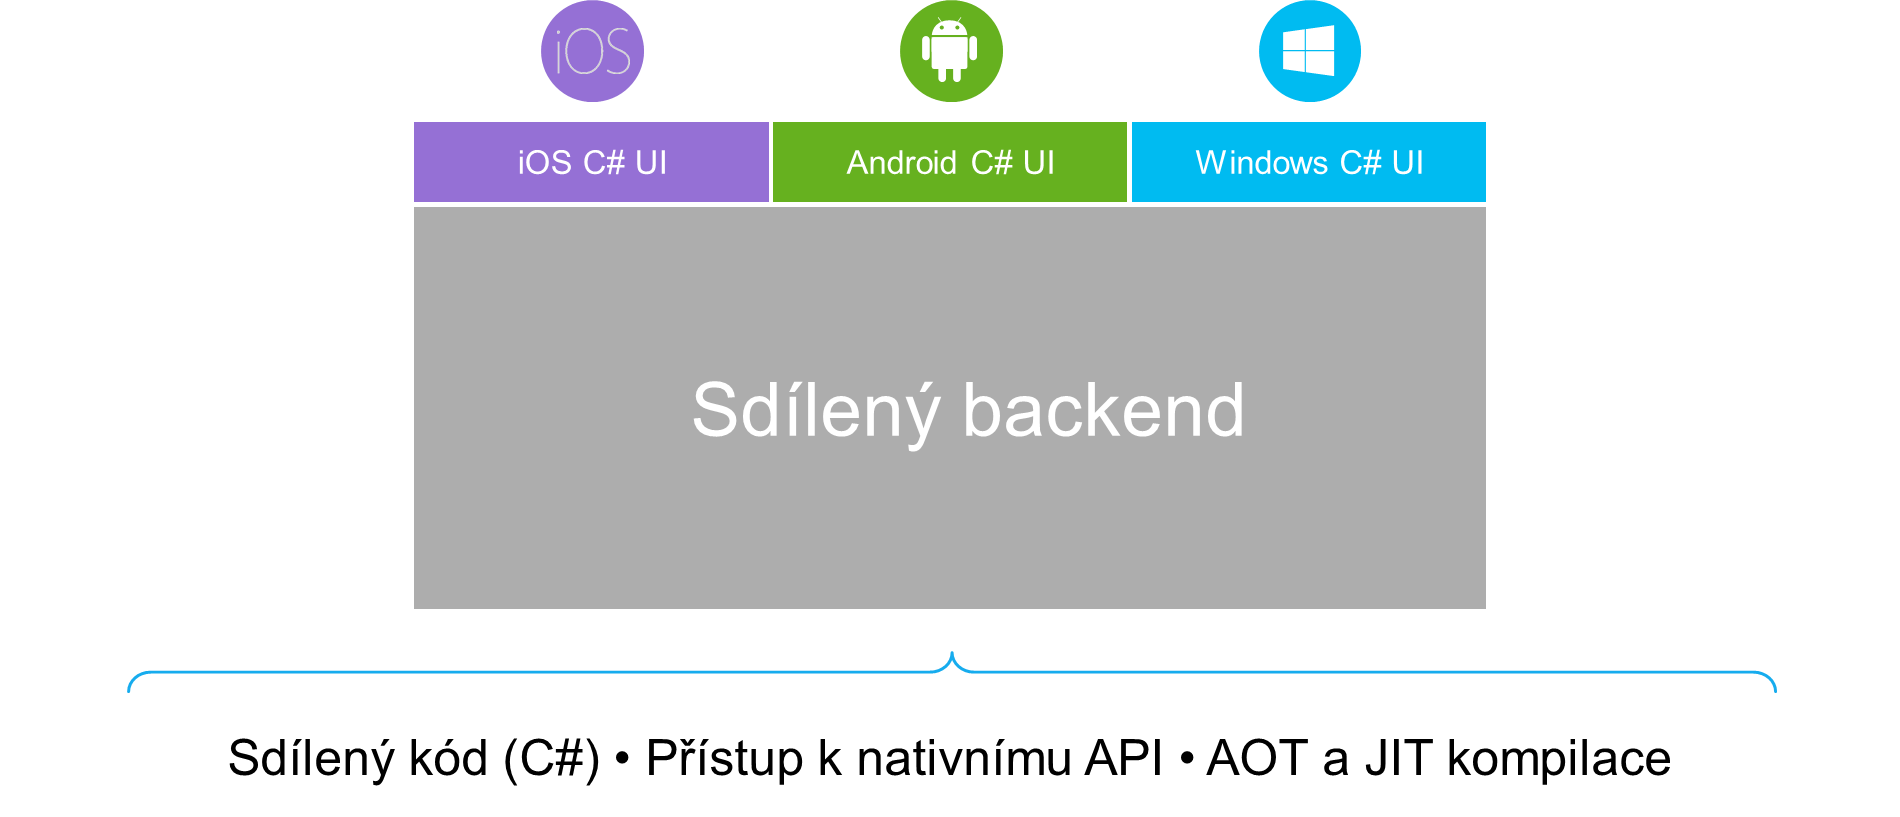 iOS
iOS C# UI
Android C# UI
Windows C# UI
Sdílený backend
Sdílený kód (C#) • Přístup k nativnímu API • AOT a JIT kompilace